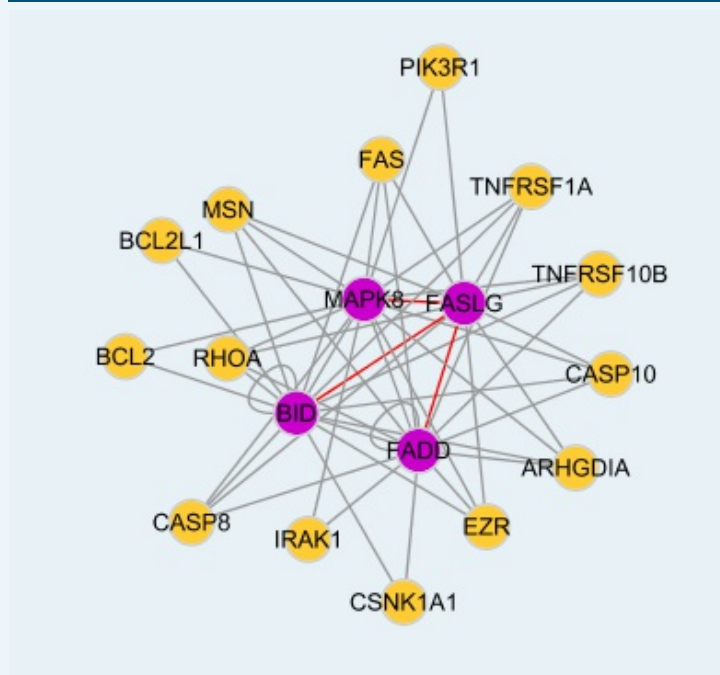 PIK3R1
FAS
TNFRSF1A
MSN
BCL2L1
TNFRSF10B
MAPK8
FASLG
BCL2
RHOA
CASP10
BID
FADD
ARHGDIA
CASP8
IRAK1
EZR
CSNK1A1